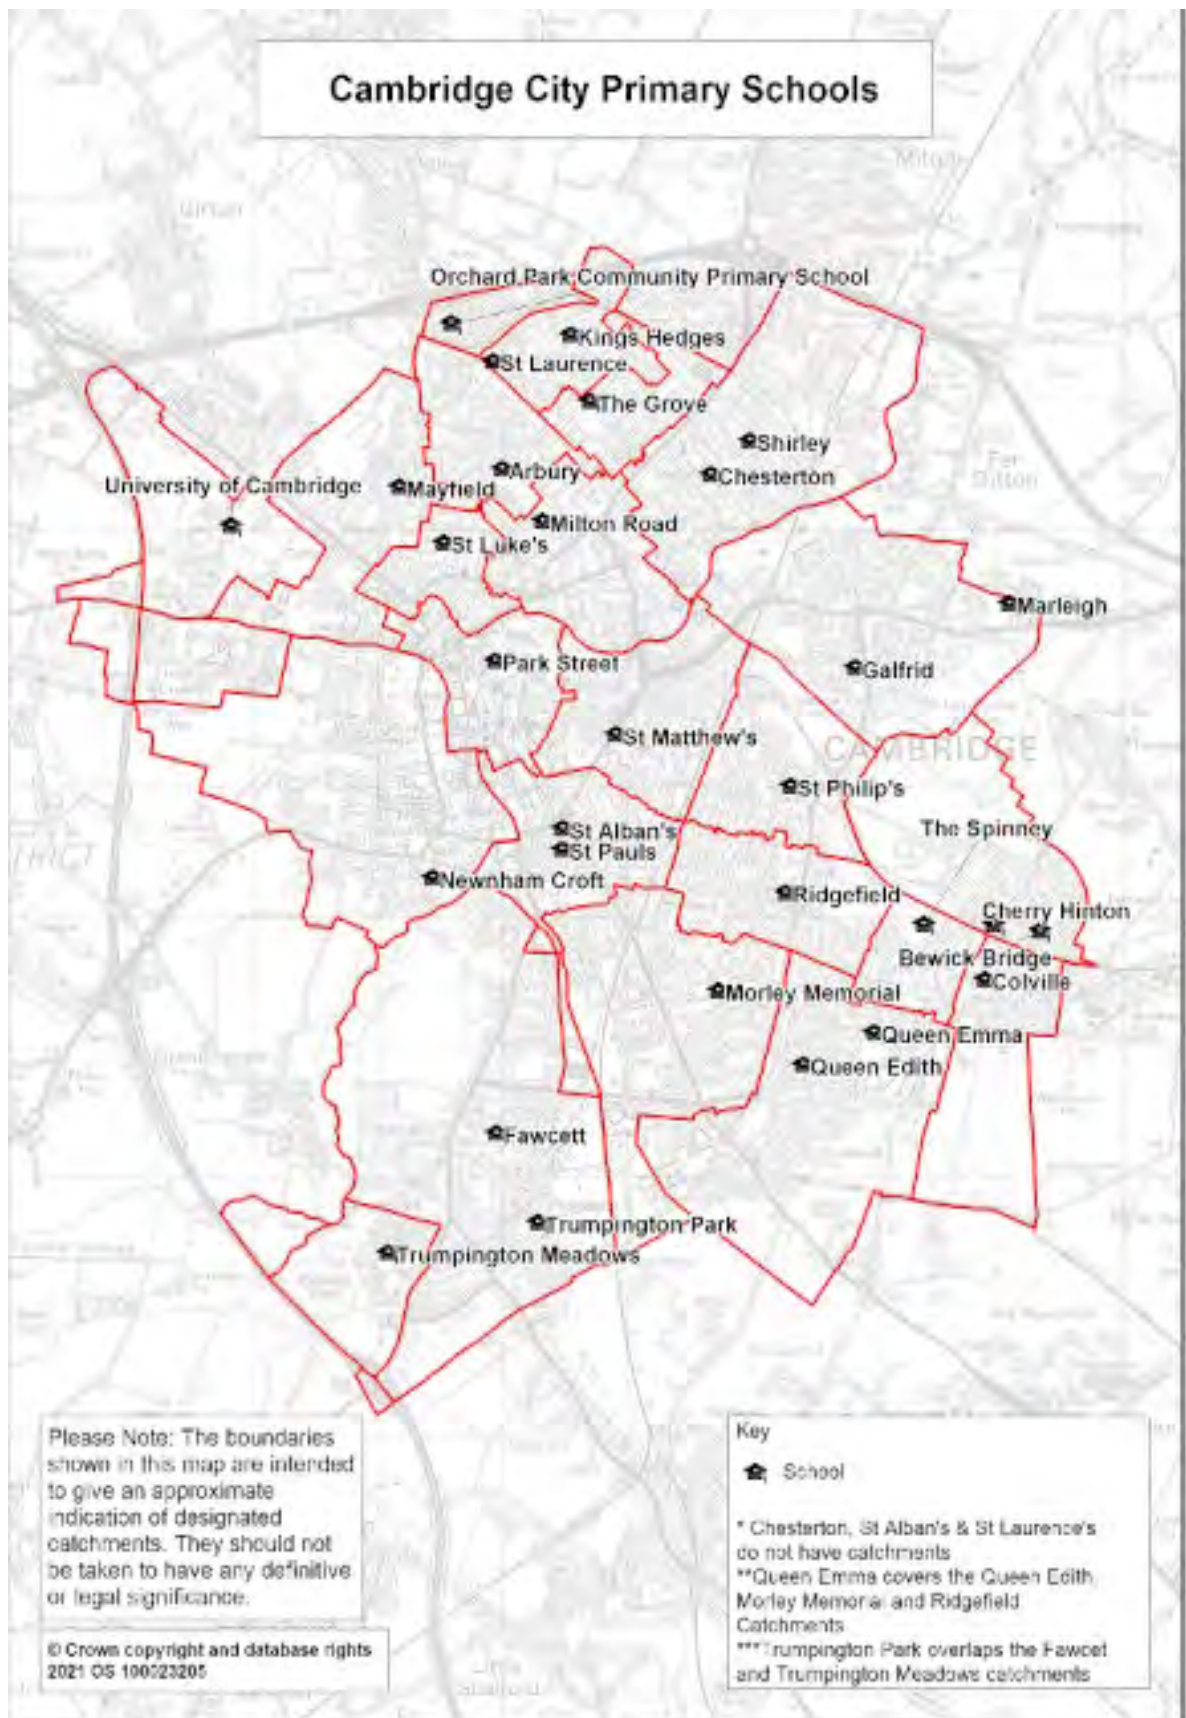 Cambridge City Primary Schools
Milton
Girton
Orchard Park Community Primary School
Kings Hedges
St Laurence
The Grove
Shirley
Arbury
Chesterton
Fen
Ditton
University of Cambridge
Mayfield
Milton Road
St Luke's
Marleigh
Park Street
Galfrid
St Matthew's
CAMBRIDGE
St Philip's
The Spinney
St Alban's
St Pauls
TRICT
Newnham Croft
Ridgefield
Cherry Hinton
Bewick Bridge
Colville
Morley Memorial
Queen Emma
Queen Edith
Fawcett
Trumpington Park
Trumpington Meadows
Please Note: The boundaries
shown in this map are intended
to give an approximate
indication of designated
catchments. They should not
be taken to have any definitive
or legal significance.
© Crown copyright and database rights
2021 OS 100023205
Key
School
* Chesterton, St Alban's & St Laurence's
do not have catchments
**Queen Emma covers the Queen Edith,
Morley Memorial and Ridgefield
Catchments
***Trumpington Park overlaps the Fawcet
and Trumpington Meadows catchments